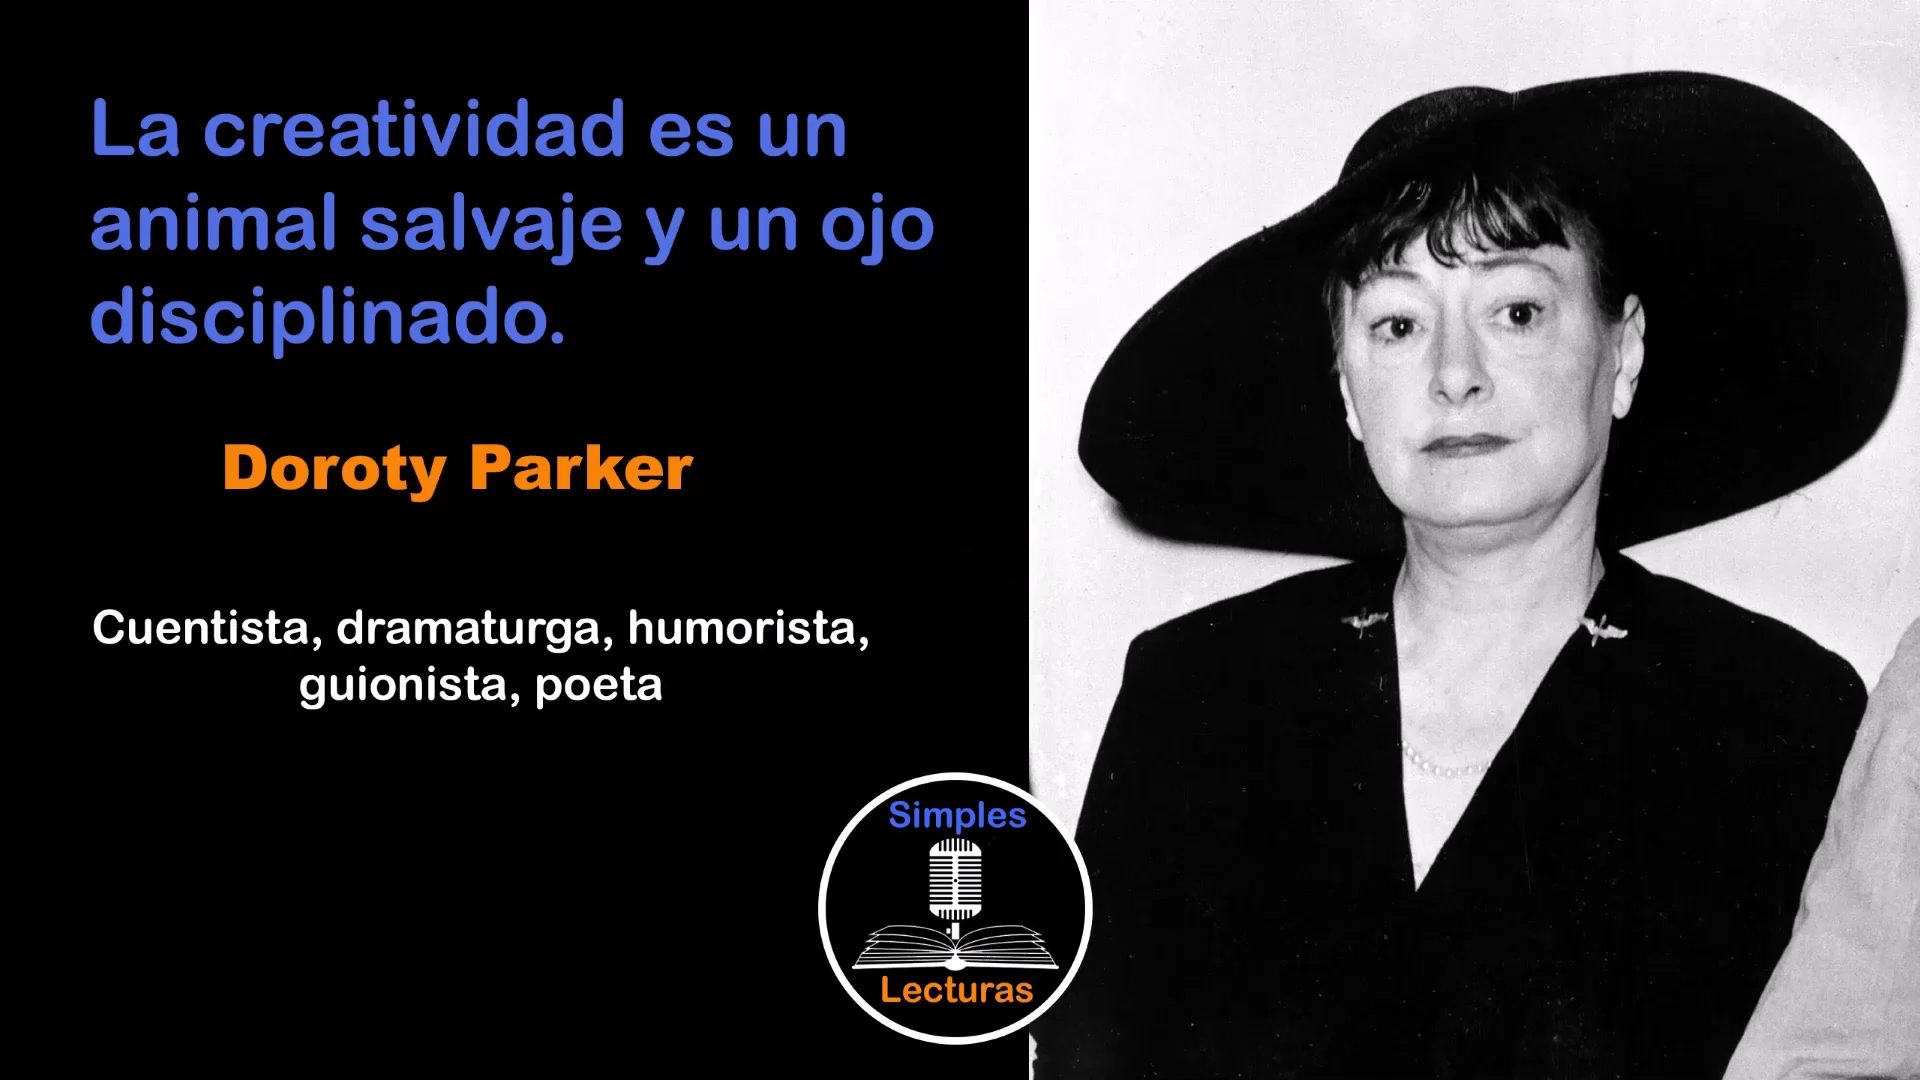 La creatividad es un
animal salvaje y un ojo
disciplinado.
Doroty Parker
Cuentista, dramaturga, humorista,
guionista, poeta
Simples
Lecturas